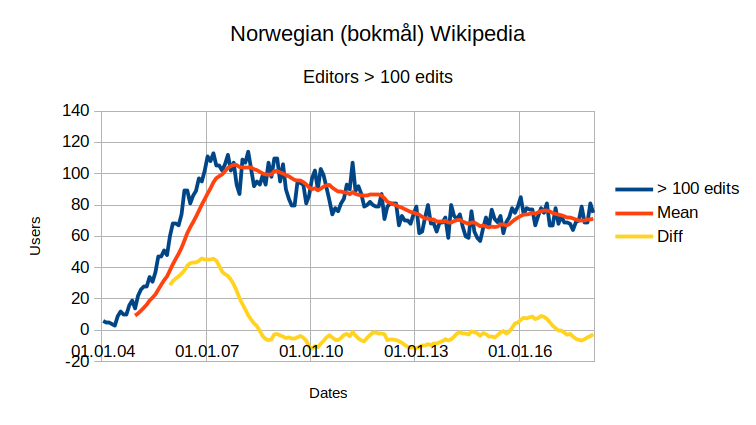 Norwegian (bokmål) Wikipedia
Editors > 100 edits
140
120
100
80
60
40
20
0
-20
Users
01.01.04 01.01.07 01.01.10 01.01.13 01.01.16
Dates
> 100 edits
Mean
Diff